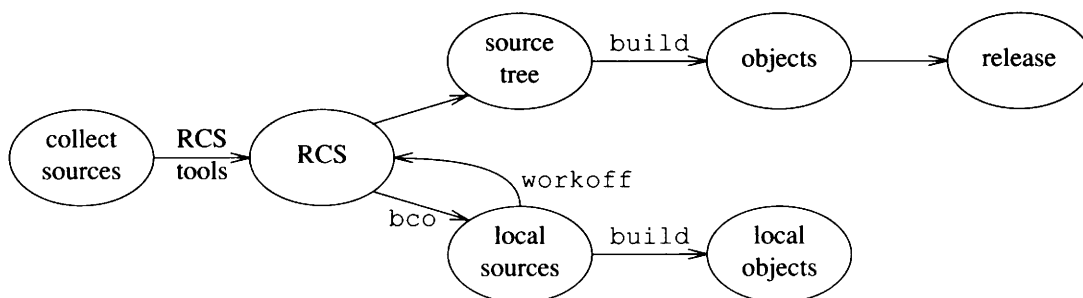 source
tree
build
objects
release
collect
sources
RCS
tools
RCS
workoff
bco
local
sources
build
local
objects